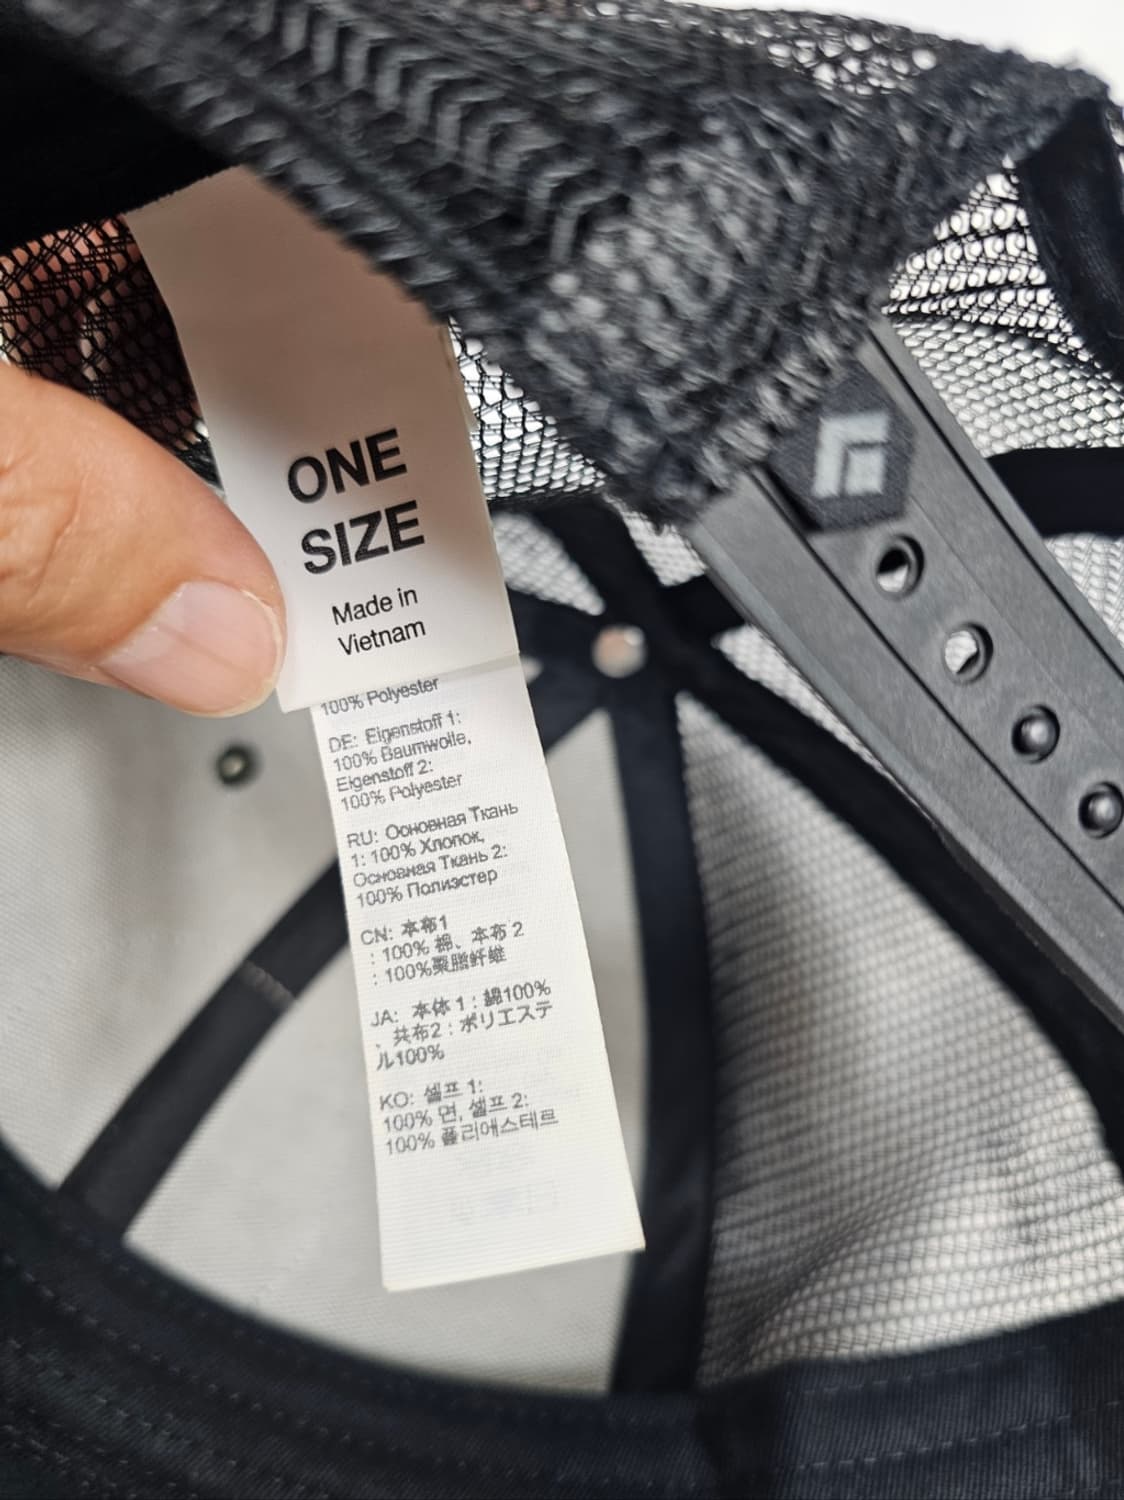 ONE
SIZE
Made in
Vietnam
100% Polyester
DE: Eigenstoff 1:
100% Baumwolle,
Eigenstoff 2:
100% Polyester
RU: Основная Ткань
1: 100% Хлопок,
Основная Ткань 2:
100% Полиэстер
CN: 本布1
: 100% 棉、本布 2
: 100%聚脂纤维
JA: 本体 1 : 綿100%
、共布2 : ポリエステ
ル100%
KO: 셀프 1:
100% 면, 셀프 2:
100% 폴리에스테르